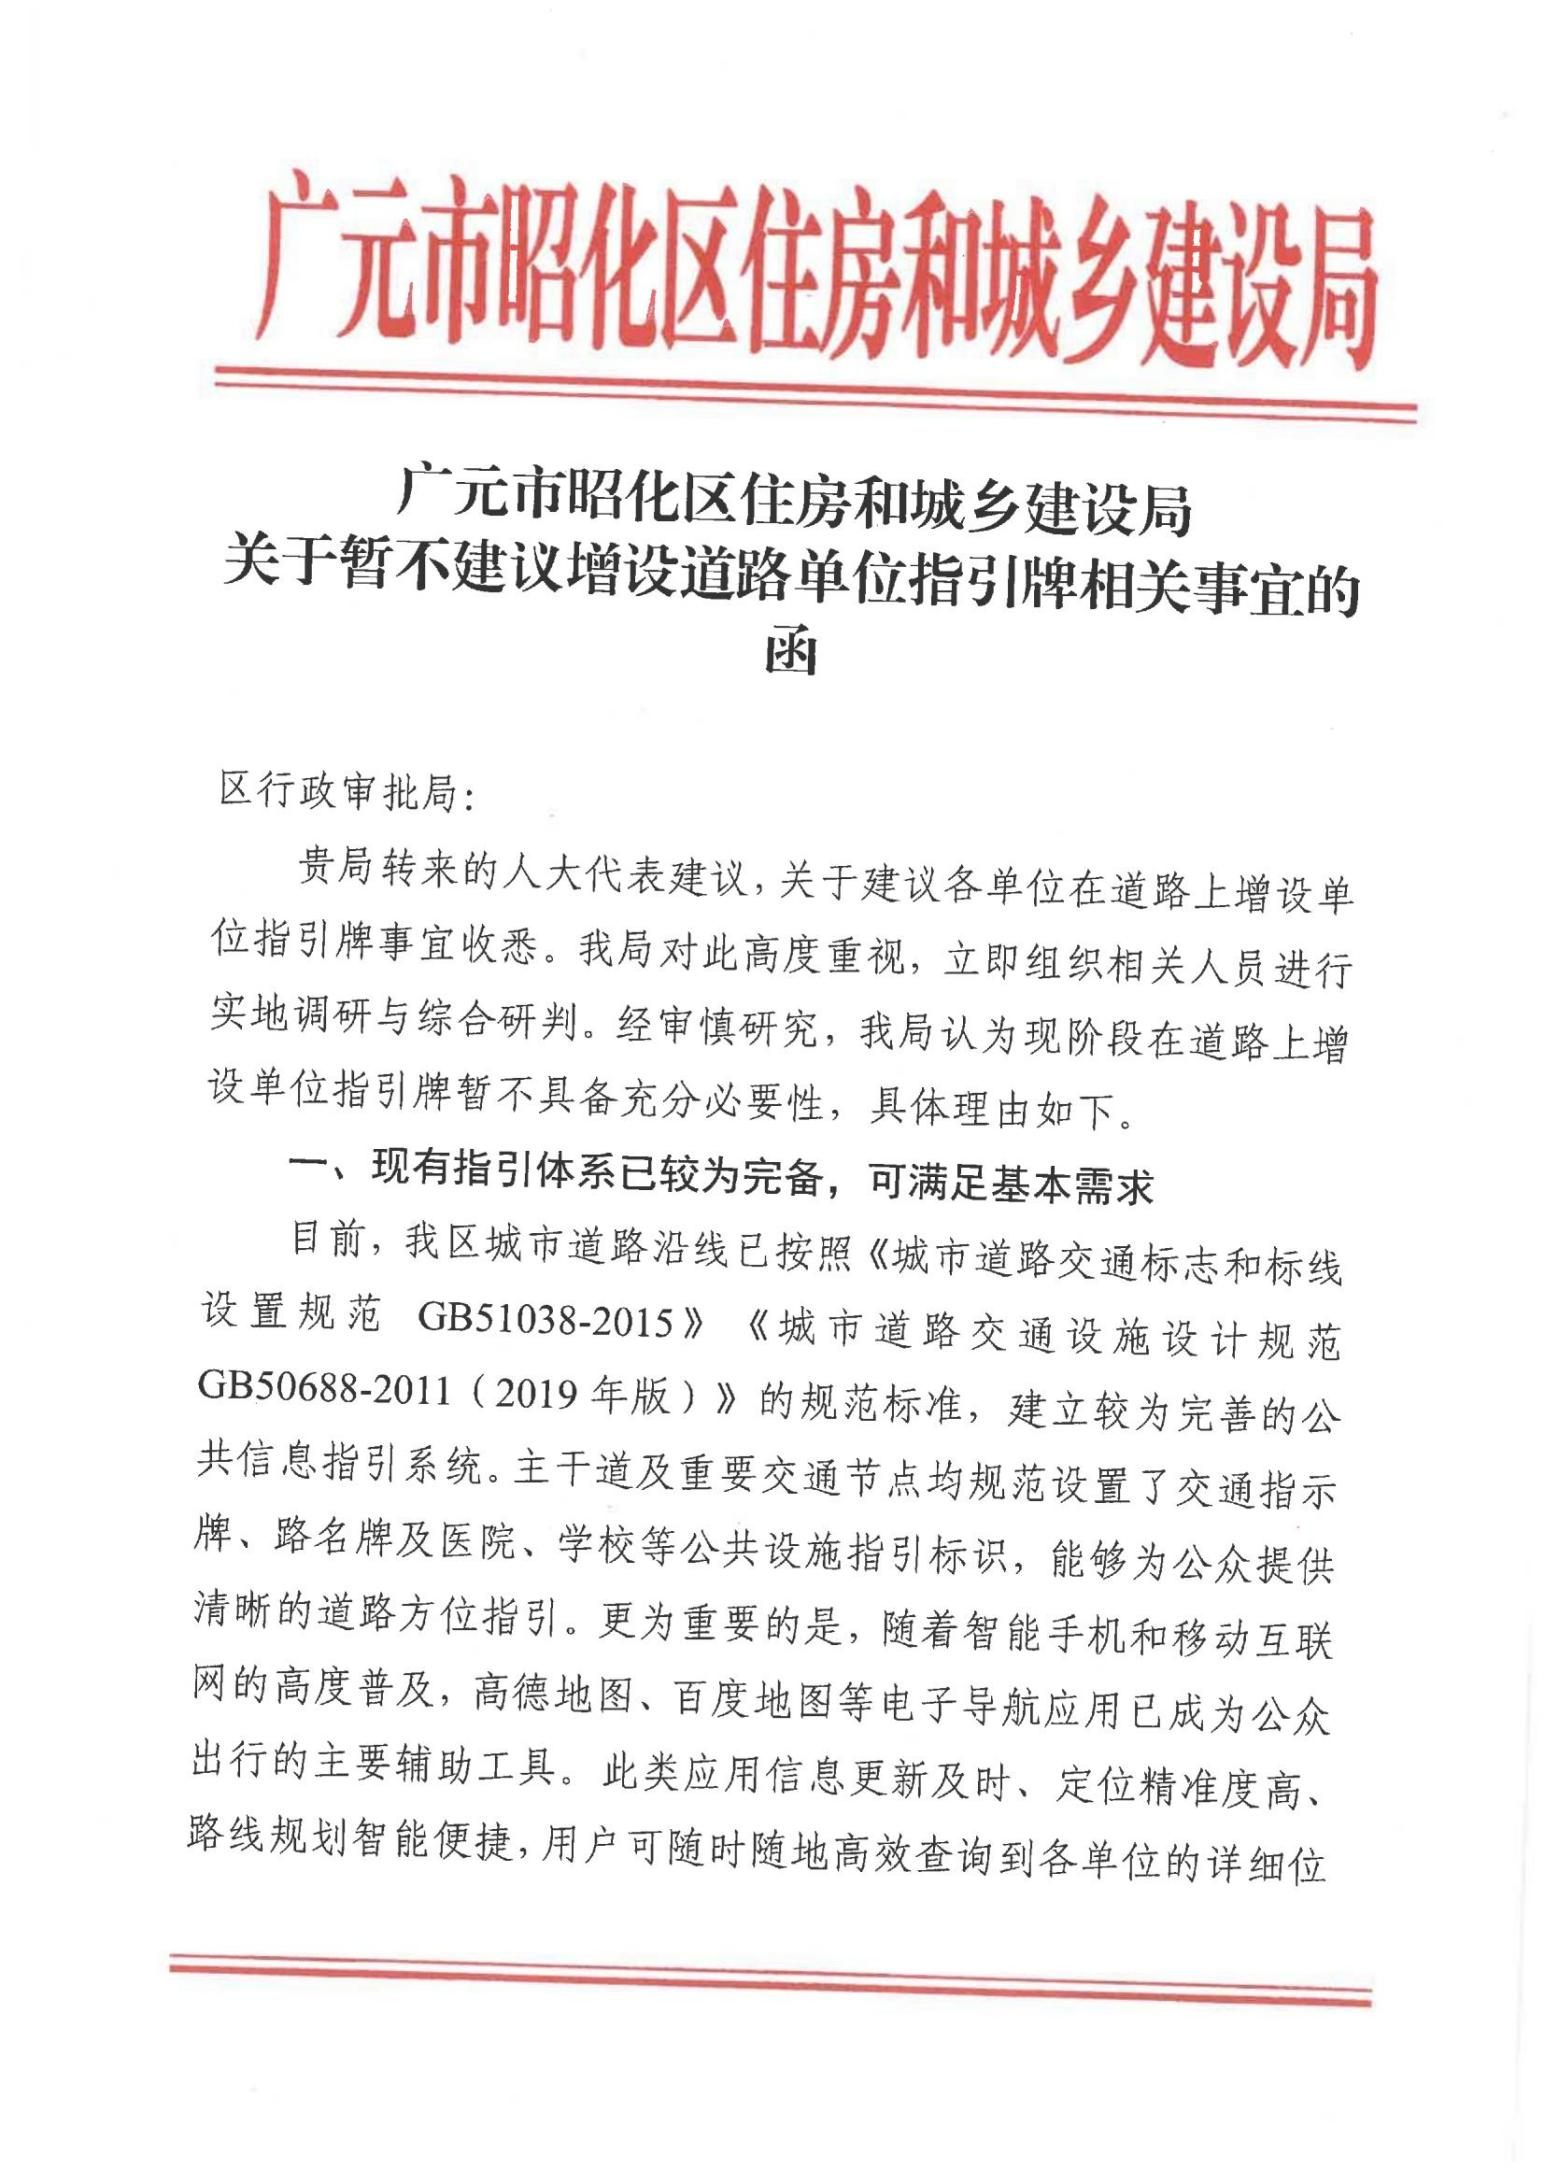 广元市昭化区住房和城乡建设局
广元市昭化区住房和城乡建设局
关于暂不建议增设道路单位指引牌相关事宜的
函
区行政审批局：
贵局转来的人大代表建议，关于建议各单位在道路上增设单
位指引牌事宜收悉。我局对此高度重视，立即组织相关人员进行
实地调研与综合研判。经审慎研究，我局认为现阶段在道路上增
设单位指引牌暂不具备充分必要性，具体理由如下。
一、现有指引体系已较为完备，可满足基本需求
目前，我区城市道路沿线已按照《城市道路交通标志和标线
设置规范 GB51038-2015》《城市道路交通设施设计规范
GB50688-2011（2019年版）》的规范标准，建立较为完善的公
共信息指引系统。主干道及重要交通节点均规范设置了交通指示
牌、路名牌及医院、学校等公共设施指引标识，能够为公众提供
清晰的道路方位指引。更为重要的是，随着智能手机和移动互联
网的高度普及，高德地图、百度地图等电子导航应用已成为公众
出行的主要辅助工具。此类应用信息更新及时、定位精准度高、
路线规划智能便捷，用户可随时随地高效查询到各单位的详细位